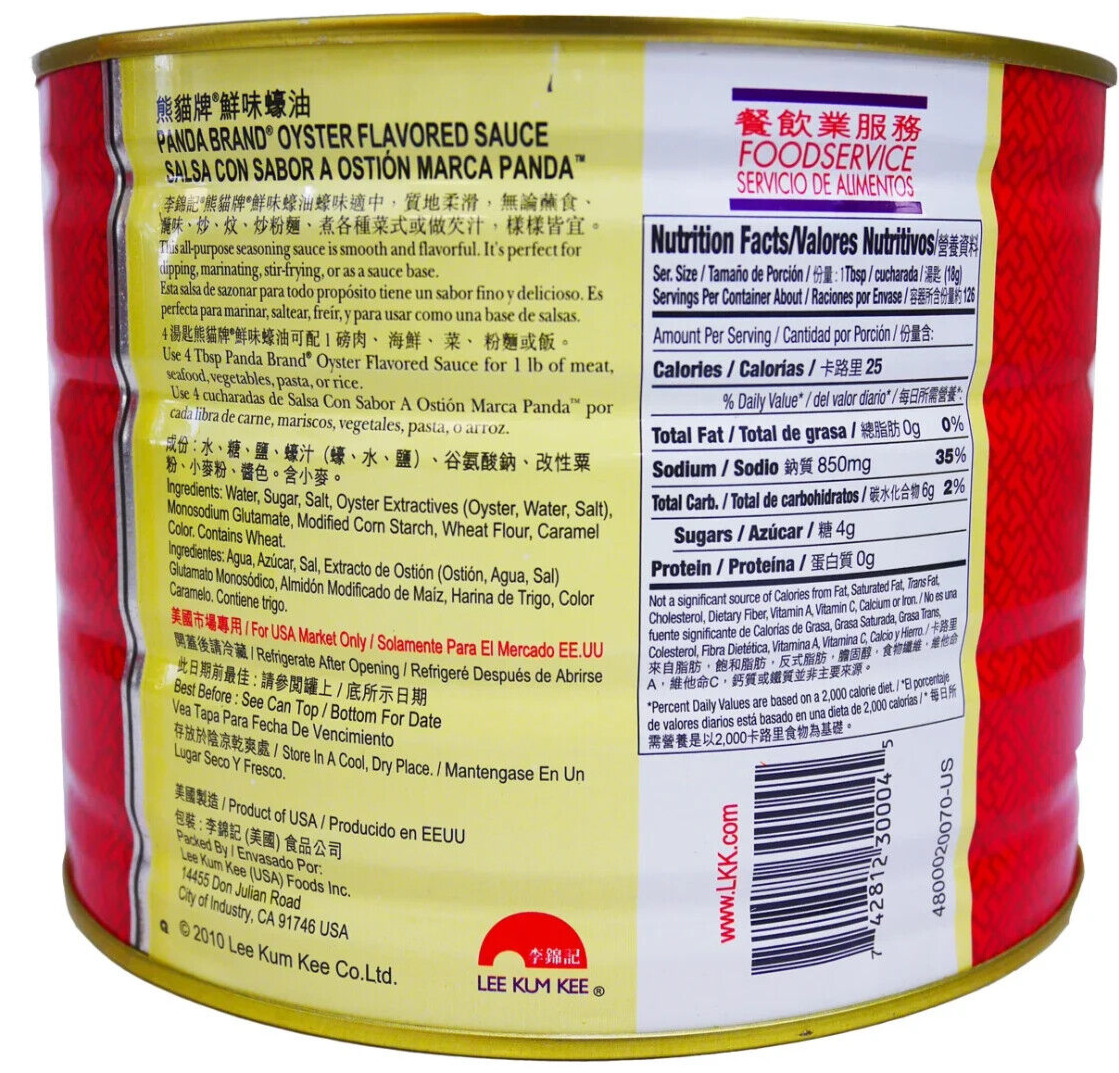 熊貓牌®鮮味蠔油
PANDA BRAND® OYSTER FLAVORED SAUCE
SALSA CON SABOR A OSTIÓN MARCA PANDA™
李錦記®熊貓牌®鮮味蠔油蠔味適中，質地柔滑，無論蘸食、
醃味、炒、炆、炒粉麵、煮各種菜式或做芡汁，樣樣皆宜。
This all-purpose seasoning sauce is smooth and flavorful. It's perfect for
dipping, marinating, stir-frying, or as a sauce base.
Esta salsa de sazonar para todo propósito tiene un sabor fino y delicioso. Es
perfecta para marinar, saltear, freír, y para usar como una base de salsas.
4 湯匙熊貓牌®鮮味蠔油可配 1 磅肉、海鮮、菜、粉麵或飯。
Use 4 Tbsp Panda Brand® Oyster Flavored Sauce for 1 lb of meat,
seafood, vegetables, pasta, or rice.
Use 4 cucharadas de Salsa Con Sabor A Ostión Marca Panda™ por
cada libra de carne, mariscos, vegetales, pasta, o arroz.
成份：水、糖、鹽、蠔汁（蠔、水、鹽）、谷氨酸鈉、改性粟
粉、小麥粉、醬色。含小麥。
Ingredients: Water, Sugar, Salt, Oyster Extractives (Oyster, Water, Salt),
Monosodium Glutamate, Modified Corn Starch, Wheat Flour, Caramel
Color. Contains Wheat.
Ingredientes: Agua, Azúcar, Sal, Extracto de Ostión (Ostión, Agua, Sal)
Glutamato Monosódico, Almidón Modificado de Maíz, Harina de Trigo, Color
Caramelo. Contiene trigo.
美國市場專用 / For USA Market Only / Solamente Para El Mercado EE.UU
開蓋後請冷藏 / Refrigerate After Opening / Refrigeré Después de Abrirse
此日期前最佳：請參閱罐上 / 底所示日期
Best Before : See Can Top / Bottom For Date
Vea Tapa Para Fecha De Vencimiento
存放於陰凉乾爽處 / Store In A Cool, Dry Place. / Mantengase En Un
Lugar Seco Y Fresco.
美國製造 / Product of USA / Producido en EEUU
包裝：李錦記 (美國) 食品公司
Packed By / Envasado Por:
Lee Kum Kee (USA) Foods Inc.
14455 Don Julian Road
City of Industry, CA 91746 USA
© 2010 Lee Kum Kee Co.Ltd.
李錦記
LEE KUM KEE ®
餐飲業服務
FOODSERVICE
SERVICIO DE ALIMENTOS
Nutrition Facts/Valores Nutritivos/營養資料
Ser. Size / Tamaño de Porción / 份量 : 1Tbsp / cucharada / 湯匙 (18g)
Servings Per Container About / Raciones por Envase / 容器所含份量約 126
Amount Per Serving / Cantidad por Porción / 份量含:
Calories / Calorías / 卡路里 25
% Daily Value* / del valor diario* / 每日所需營養*:
Total Fat / Total de grasa / 總脂肪 0g 0%
Sodium / Sodio 鈉質 850mg 35%
Total Carb. / Total de carbohidratos / 碳水化合物 6g 2%
Sugars / Azúcar / 糖 4g
Protein / Proteína / 蛋白質 0g
Not a significant source of Calories from Fat, Saturated Fat, Trans Fat,
Cholesterol, Dietary Fiber, Vitamin A, Vitamin C, Calcium or Iron. / No es una
fuente significante de Calorías de Grasa, Grasa Saturada, Grasa Trans,
Colesterol, Fibra Dietética, Vitamina A, Vitamina C, Calcio y Hierro. / 卡路里
來自脂肪，飽和脂肪，反式脂肪，膽固醇，食物纖維，維他命
A，維他命C，鈣質或鐵質並非主要來源。
*Percent Daily Values are based on a 2,000 calorie diet. / *El porcentaje
de valores diarios está basado en una dieta de 2,000 calorías / * 每日所
需營養是以2,000卡路里食物為基礎。
www.LKK.com
7 42812 30004 5
4800020070-US